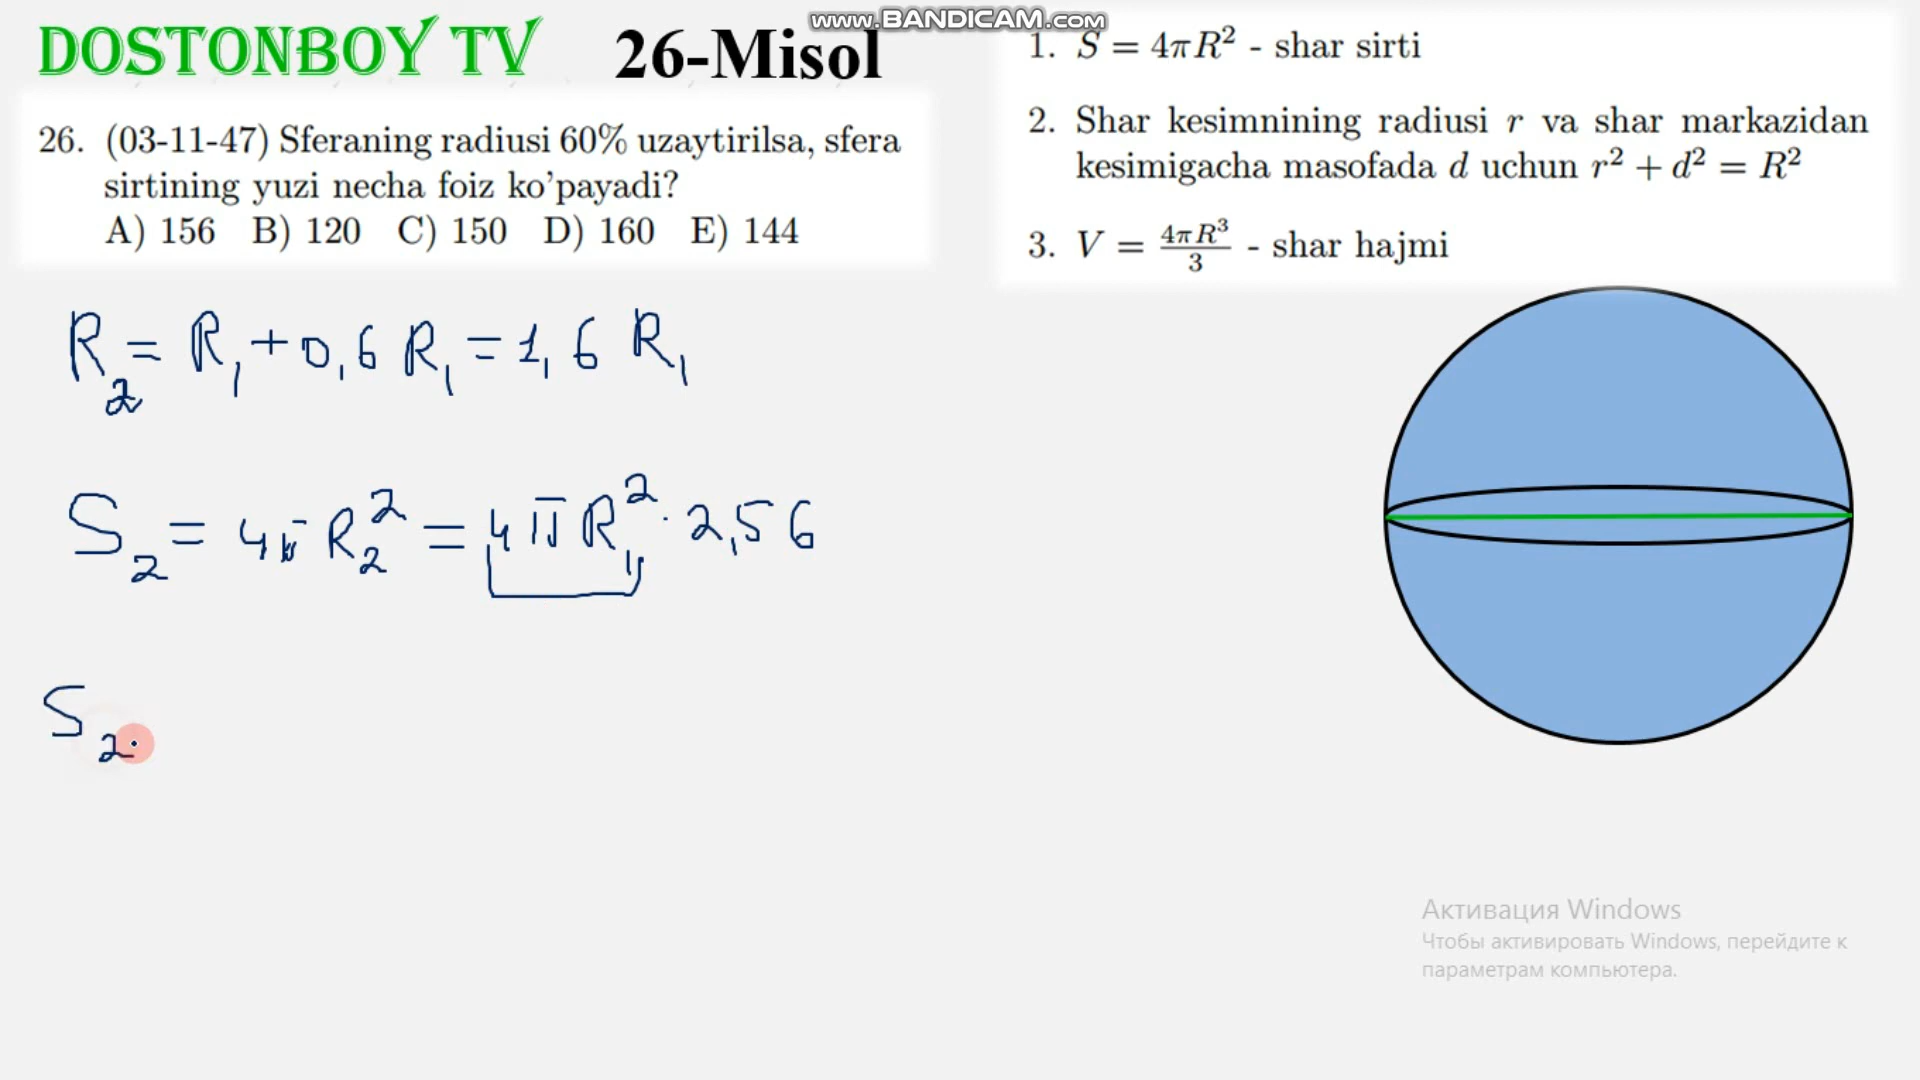 www.BANDICAM.com
DOSTONBOY TV
26-Misol
26. (03-11-47) Sferaning radiusi 60% uzaytirilsa, sfera
sirtining yuzi necha foiz ko'payadi?
A) 156 B) 120 C) 150 D) 160 E) 144
1. S = 4πR² - shar sirti
2. Shar kesimnining radiusi r va shar markazidan
kesimigacha masofada d uchun r² + d² = R²
3. V = 4πR³/3 - shar hajmi
R₂ = R₁ + 0,6 R₁ = 1,6 R₁
S₂ = 4π R₂² = 4πR₁² · 2,56
S₂
Активация Windows
Чтобы активировать Windows, перейдите к
параметрам компьютера.